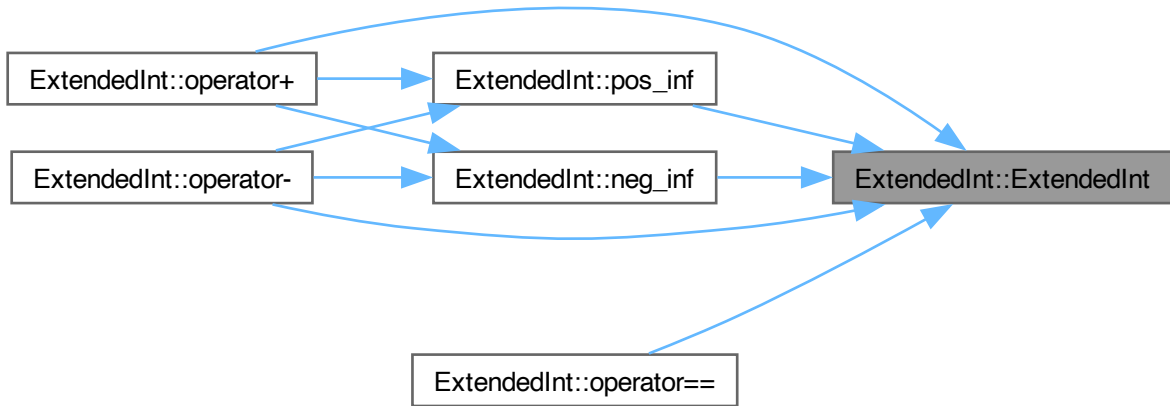 ExtendedInt::operator+
ExtendedInt::pos_inf
ExtendedInt::operator-
ExtendedInt::neg_inf
ExtendedInt::ExtendedInt
ExtendedInt::operator==